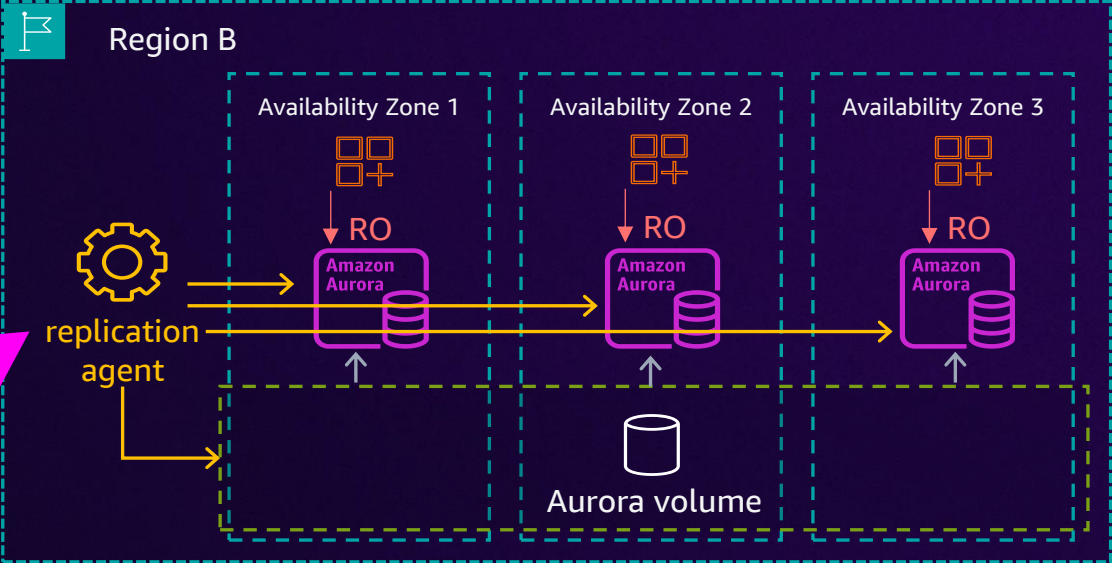 Region B
Availability Zone 1
Availability Zone 2
Availability Zone 3
RO
RO
RO
Amazon
Aurora
Amazon
Aurora
Amazon
Aurora
replication
agent
Aurora volume